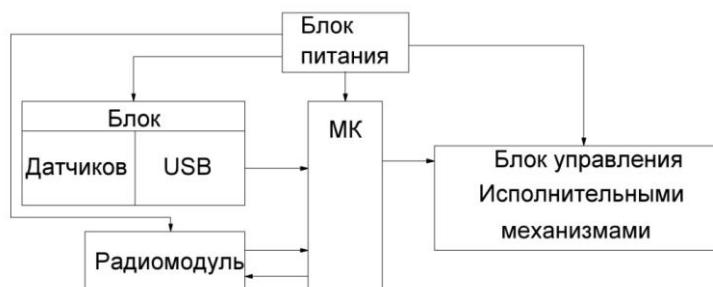 Блок
питания
Блок
Датчиков USB
МК
Блок управления
Исполнительными
механизмами
Радиомодуль